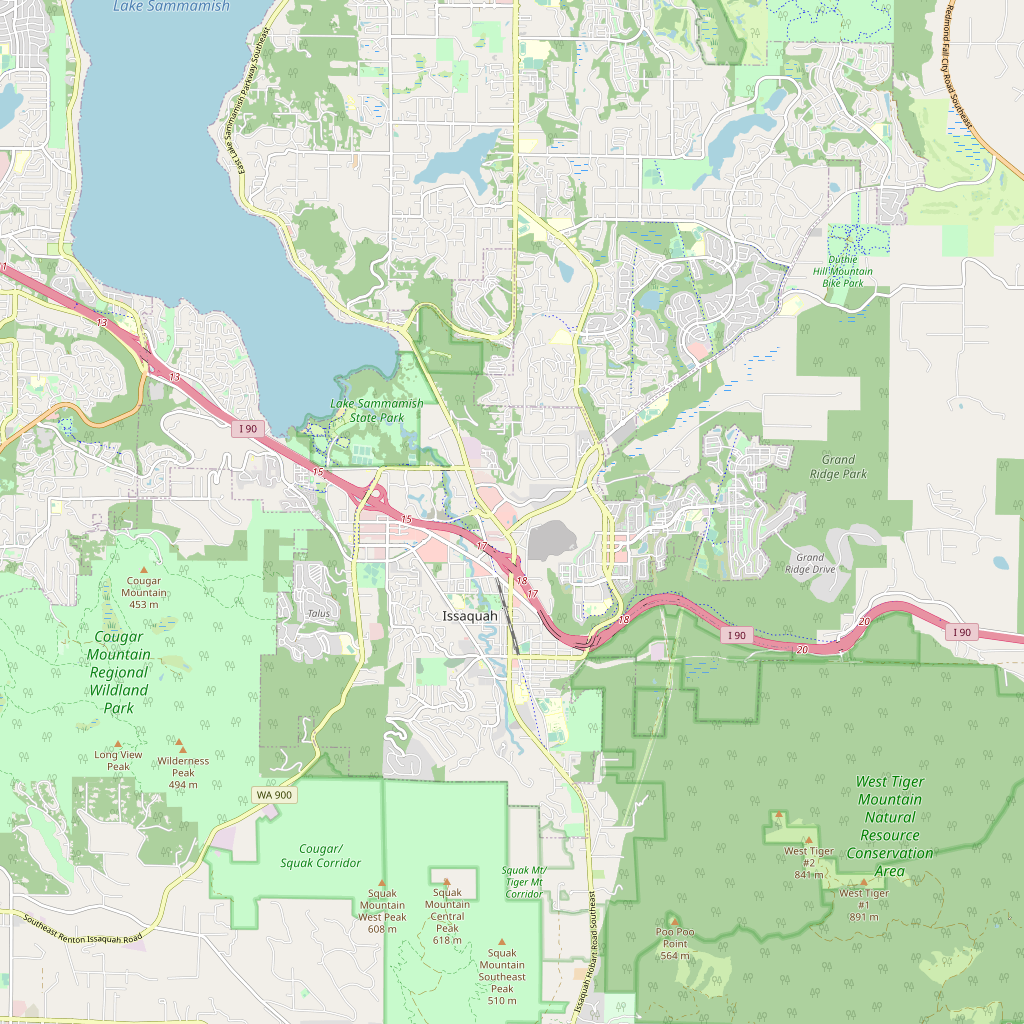 Lake Sammamish
East Lake Sammamish Parkway Southeast
Redmond Fall City Road Southeast
Duthie
Hill Mountain
Bike Park
1
13
13
Lake Sammamish
State Park
I 90
15
15
17
18
17
18
20
20
I 90
I 90
Grand
Ridge Park
Grand
Ridge Drive
Cougar
Mountain
453 m
Talus
Issaquah
Cougar
Mountain
Regional
Wildland
Park
Long View
Peak
Wilderness
Peak
494 m
WA 900
West Tiger
Mountain
Natural
Resource
Conservation
Area
West Tiger
#2
841 m
West Tiger
#1
891 m
Cougar/
Squak Corridor
Squak Mt/
Tiger Mt
Corridor
Squak
Mountain
West Peak
608 m
Squak
Mountain
Central
Peak
618 m
Poo Poo
Point
564 m
Squak
Mountain
Southeast
Peak
510 m
Southeast Renton Issaquah Road
Issaquah Hobart Road Southeast